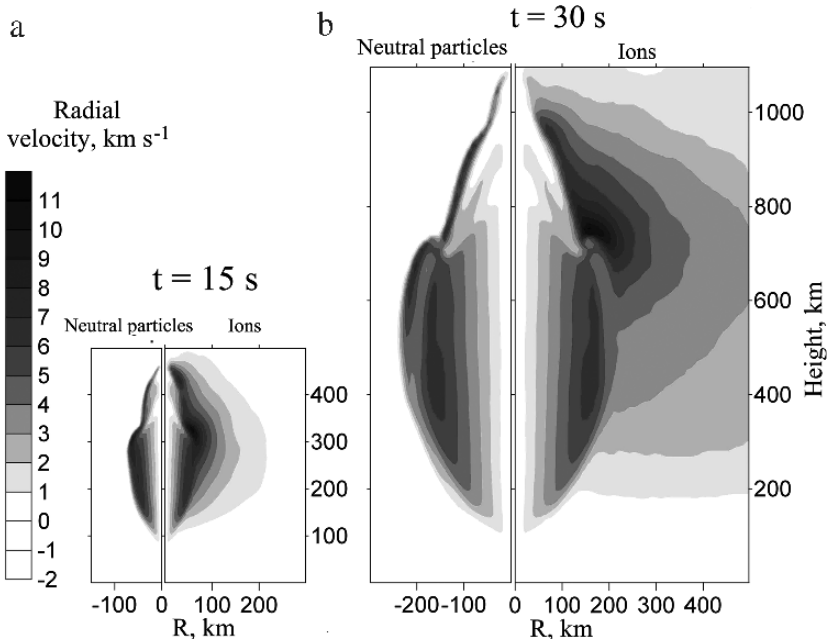 a
b
t = 30 s
Neutral particles
Ions
Radial
velocity, km s-1
11
10
9
8
7
6
5
4
3
2
1
0
-1
-2
t = 15 s
Neutral particles
Ions
400
300
200
100
-100
0
100
200
R, km
1000
800
600
400
200
Height, km
-200
-100
0
100
200
300
400
R, km